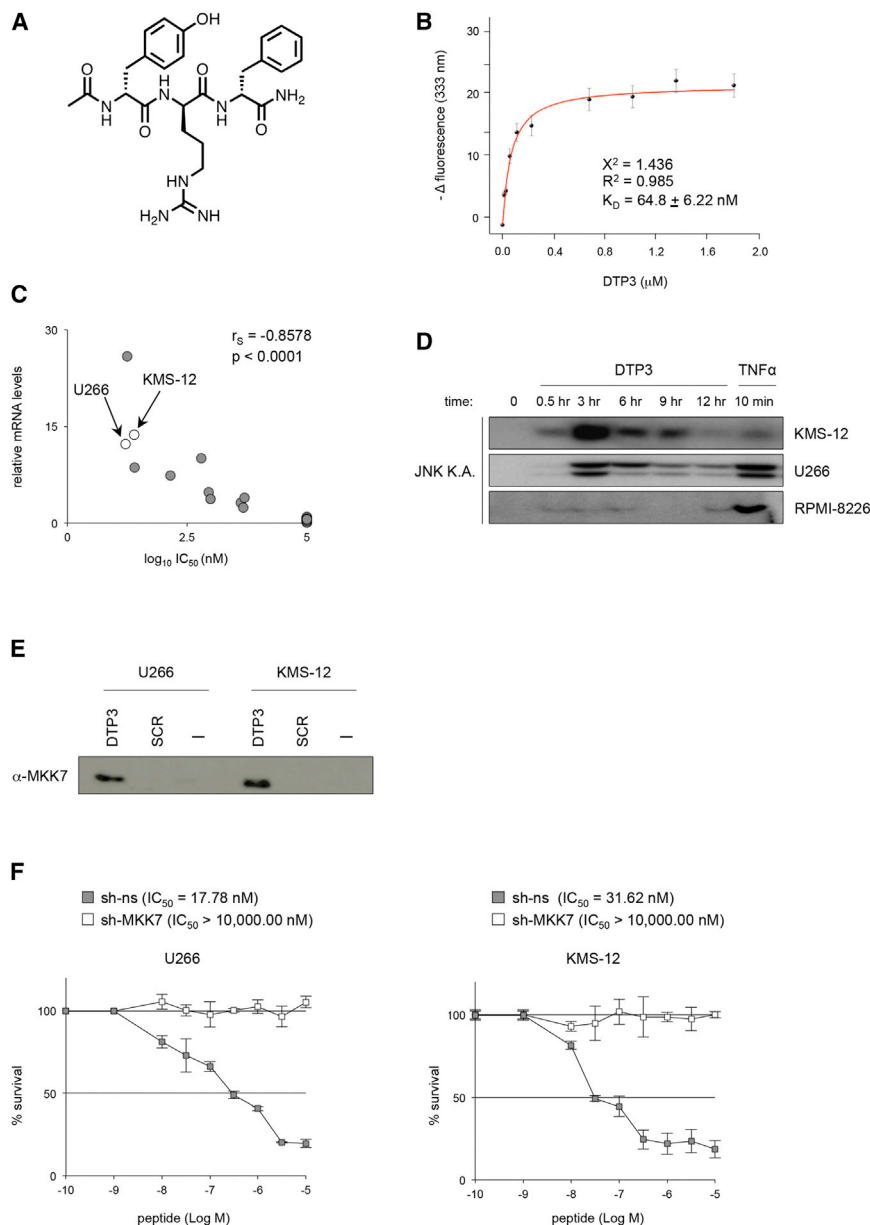 A
OH
O
H
N
O
NH2
N
H
O
N
H
O
HN
H2N
NH
B
- Δ fluorescence (333 nm)
30
20
10
0
X2 = 1.436
R2 = 0.985
KD = 64.8 ± 6.22 nM
0.0 0.4 0.8 1.2 1.6 2.0
DTP3 (μM)
C
relative mRNA levels
30
15
0
rS = -0.8578
p < 0.0001
KMS-12
U266
0 2.5 5
log10 IC50 (nM)
D
DTP3 TNFα
time: 0 0.5 hr 3 hr 6 hr 9 hr 12 hr 10 min
KMS-12
JNK K.A. U266
RPMI-8226
E
U266 KMS-12
DTP3 SCR – DTP3 SCR –
α-MKK7
F
sh-ns (IC50 = 17.78 nM)
sh-MKK7 (IC50 > 10,000.00 nM)
U266
% survival
100
50
0
-10 -9 -8 -7 -6 -5
peptide (Log M)
sh-ns (IC50 = 31.62 nM)
sh-MKK7 (IC50 > 10,000.00 nM)
KMS-12
% survival
100
50
0
-10 -9 -8 -7 -6 -5
peptide (Log M)